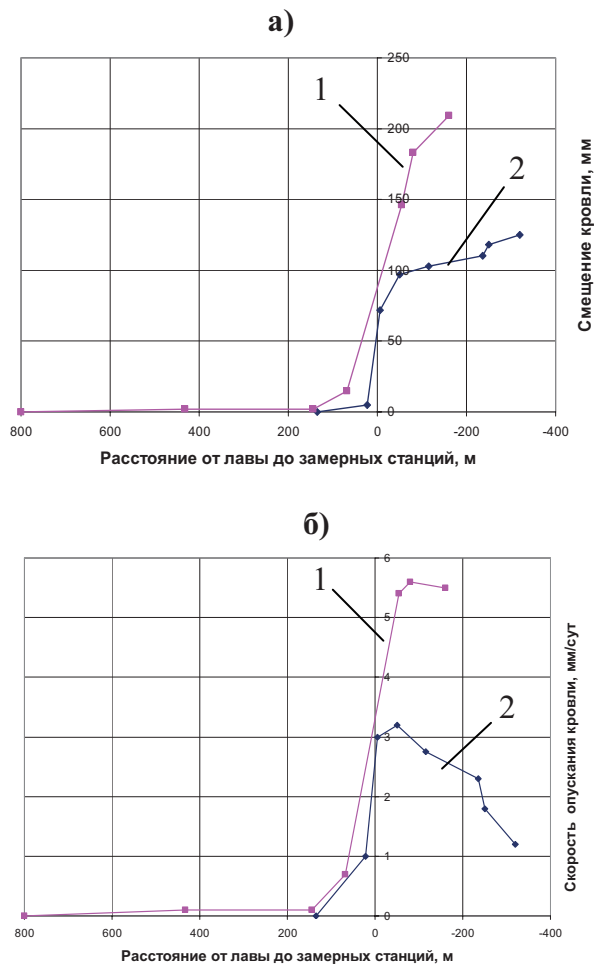 а)
250
200
150
100
50
0
1
2
Смещение кровли, мм
800 600 400 200 0 -200 -400
Расстояние от лавы до замерных станций, м
б)
6
5
4
3
2
1
0
1
2
Скорость опускания кровли, мм/сут
800 600 400 200 0 -200 -400
Расстояние от лавы до замерных станций, м